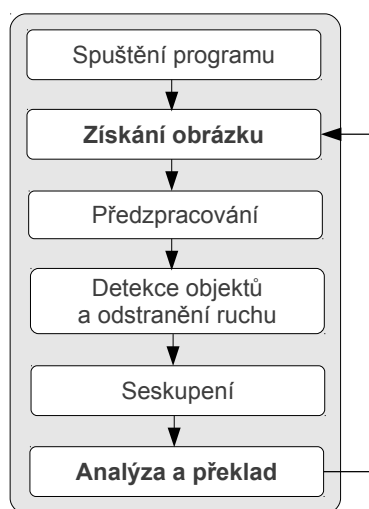 Spuštění programu
Získání obrázku
Předzpracování
Detekce objektů
a odstranění ruchu
Seskupení
Analýza a překlad